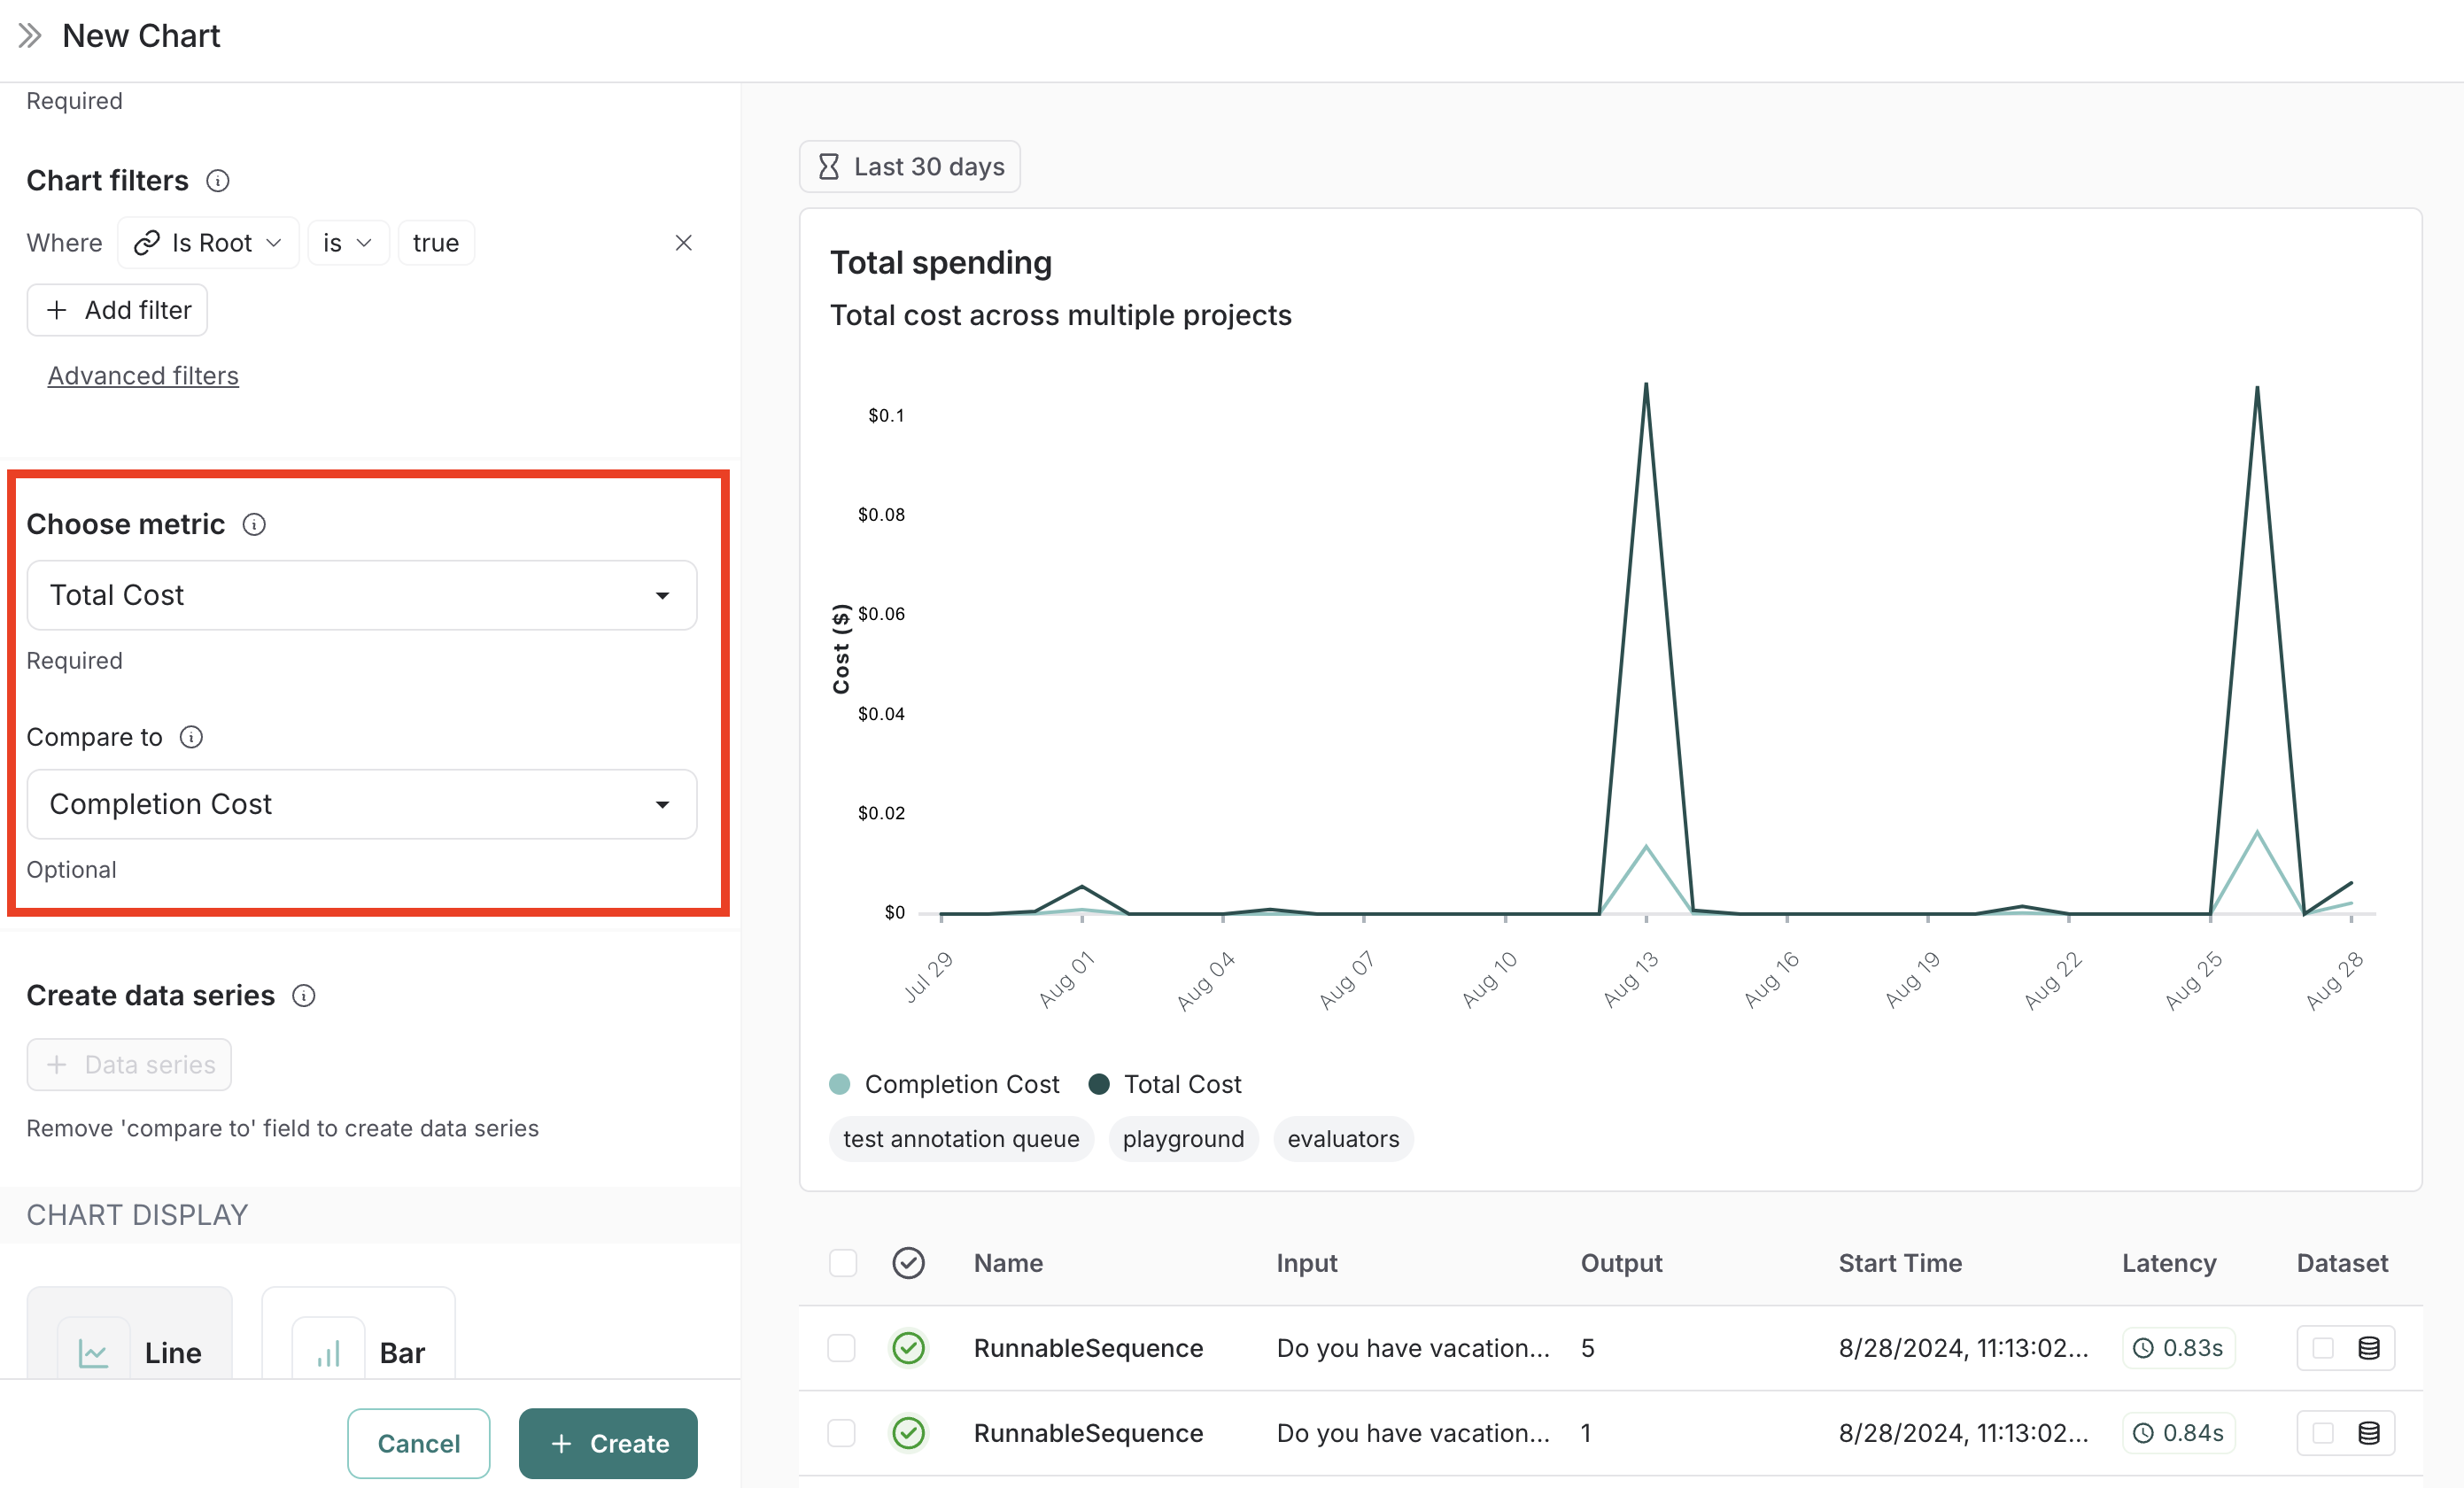 New Chart
Required
Chart filters
Where Is Root is true
Add filter
Advanced filters
Choose metric
Total Cost
Required
Compare to
Completion Cost
Optional
Create data series
Data series
Remove 'compare to' field to create data series
CHART DISPLAY
Line Bar
Cancel Create
Last 30 days
Total spending
Total cost across multiple projects
Cost ($)
$0.1
$0.08
$0.06
$0.04
$0.02
$0
Jul 29 Aug 01 Aug 04 Aug 07 Aug 10 Aug 13 Aug 16 Aug 19 Aug 22 Aug 25 Aug 28
Completion Cost Total Cost
test annotation queue playground evaluators
Name Input Output Start Time Latency Dataset
RunnableSequence Do you have vacation... 5 8/28/2024, 11:13:02... 0.83s
RunnableSequence Do you have vacation... 1 8/28/2024, 11:13:02... 0.84s